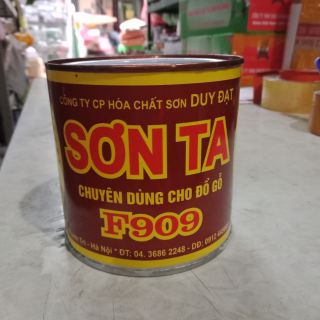 CÔNG TY CP HÓA CHẤT SƠN DUY ĐẠT
SƠN TA
CHUYÊN DÙNG CHO ĐỒ GỖ
F909
Hà Nội * ĐT: 04. 3686 2248 - DĐ: 0912